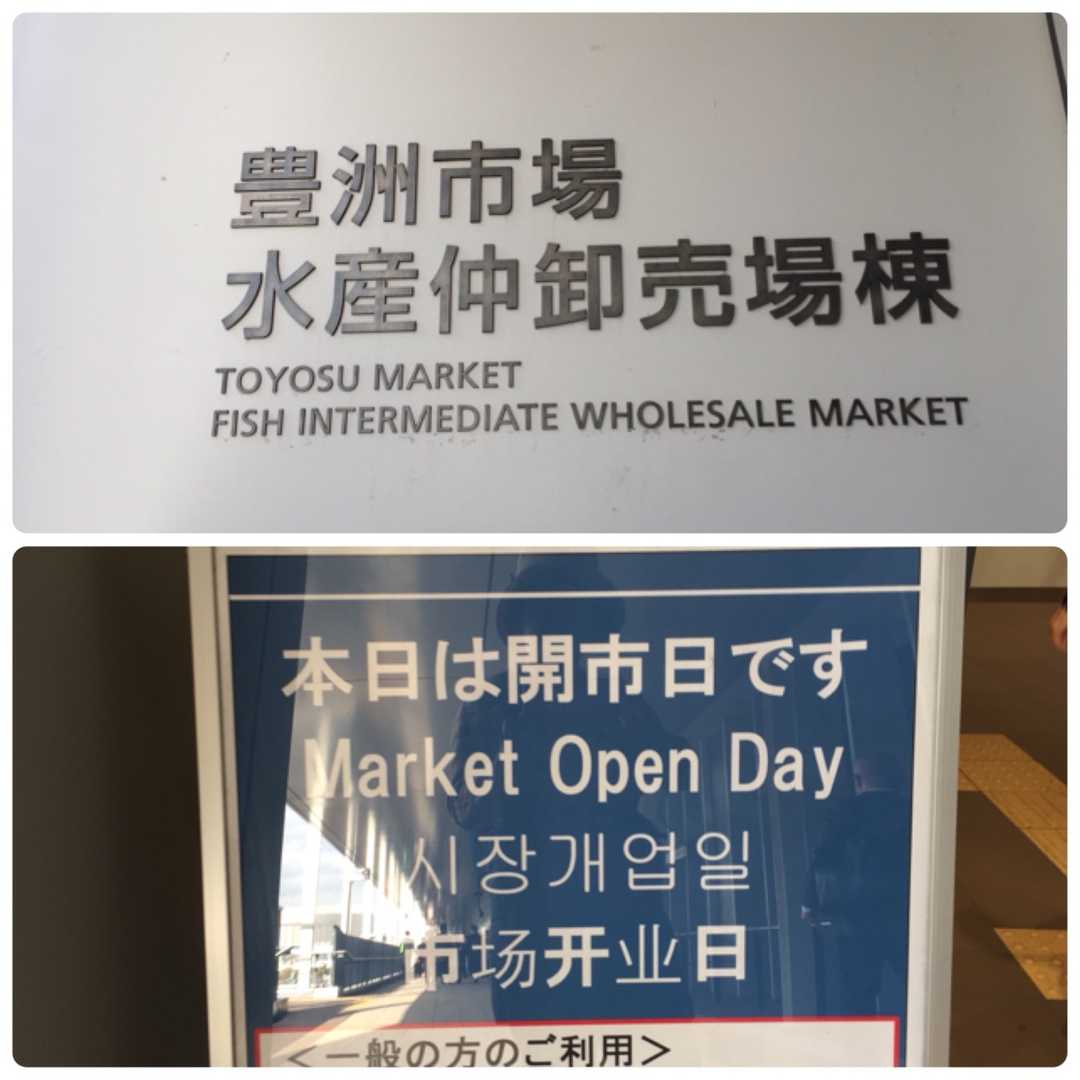 豊洲市場
水産仲卸売場棟
TOYOSU MARKET
FISH INTERMEDIATE WHOLESALE MARKET
本日は開市日です
Market Open Day
시장개업일
市场开业日
＜一般の方のご利用＞